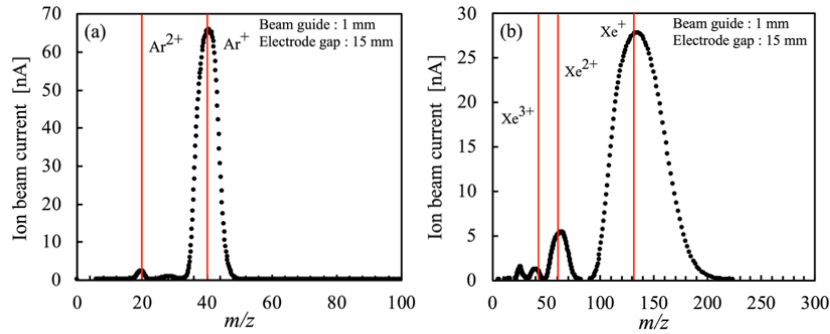 (a)
Beam guide : 1 mm
Electrode gap : 15 mm
Ar2+
Ar+
Ion beam current [nA]
70
60
50
40
30
20
10
0
0 20 40 60 80 100
m/z
(b)
Beam guide : 1 mm
Electrode gap : 15 mm
Xe+
Xe2+
Xe3+
Ion beam current [nA]
30
25
20
15
10
5
0
0 50 100 150 200 250 300
m/z